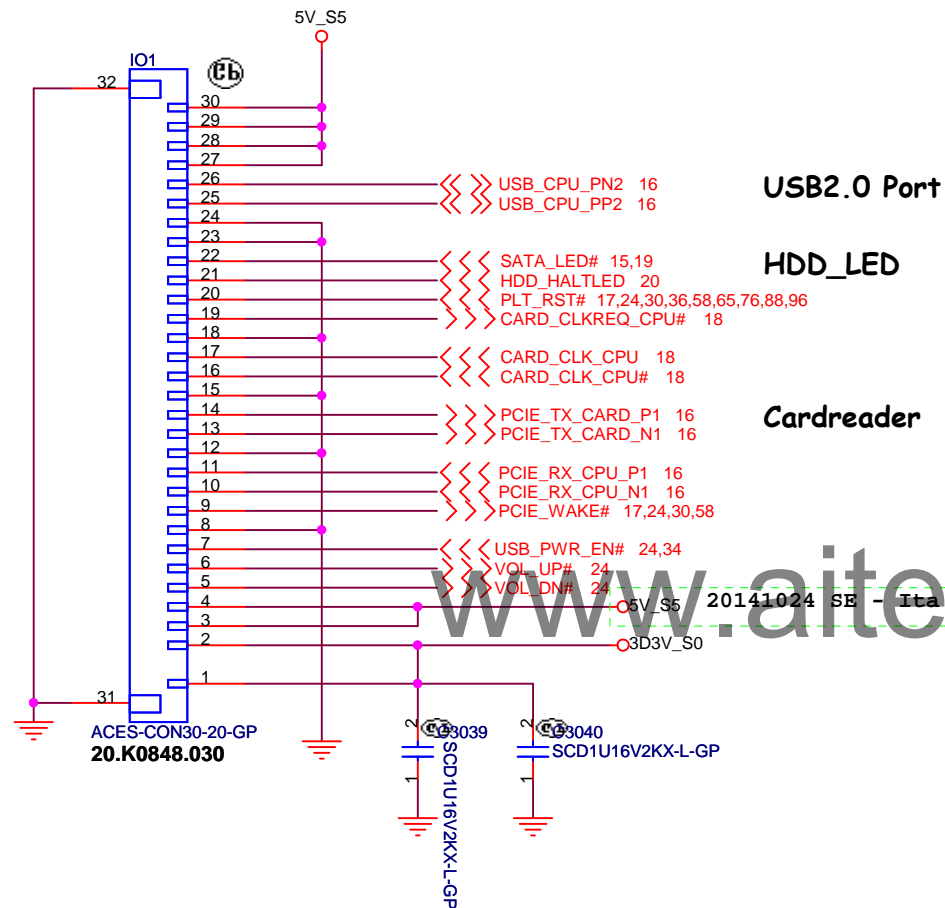 5V_S5
IO1
32
30
29
28
27
26 USB_CPU_PN2 16
USB2.0 Port
25 USB_CPU_PP2 16
24
23
22 SATA_LED# 15,19
HDD_LED
21 HDD_HALTLED 20
20 PLT_RST# 17,24,30,36,58,65,76,88,96
19 CARD_CLKREQ_CPU# 18
18
17 CARD_CLK_CPU 18
16 CARD_CLK_CPU# 18
15
14 PCIE_TX_CARD_P1 16
Cardreader
13 PCIE_TX_CARD_N1 16
12
11 PCIE_RX_CPU_P1 16
10 PCIE_RX_CPU_N1 16
9 PCIE_WAKE# 17,24,30,58
8
7 USB_PWR_EN# 24,34
6 VOL_UP# 24
5 VOL_DN# 24
www.aite
4 5V_S5 20141024 SE - Ita
3
2 3D3V_S0
1
31
ACES-CON30-20-GP
20.K0848.030
2 3039
SCD1U16V2KX-L-GP
1
2 3040
SCD1U16V2KX-L-GP
1